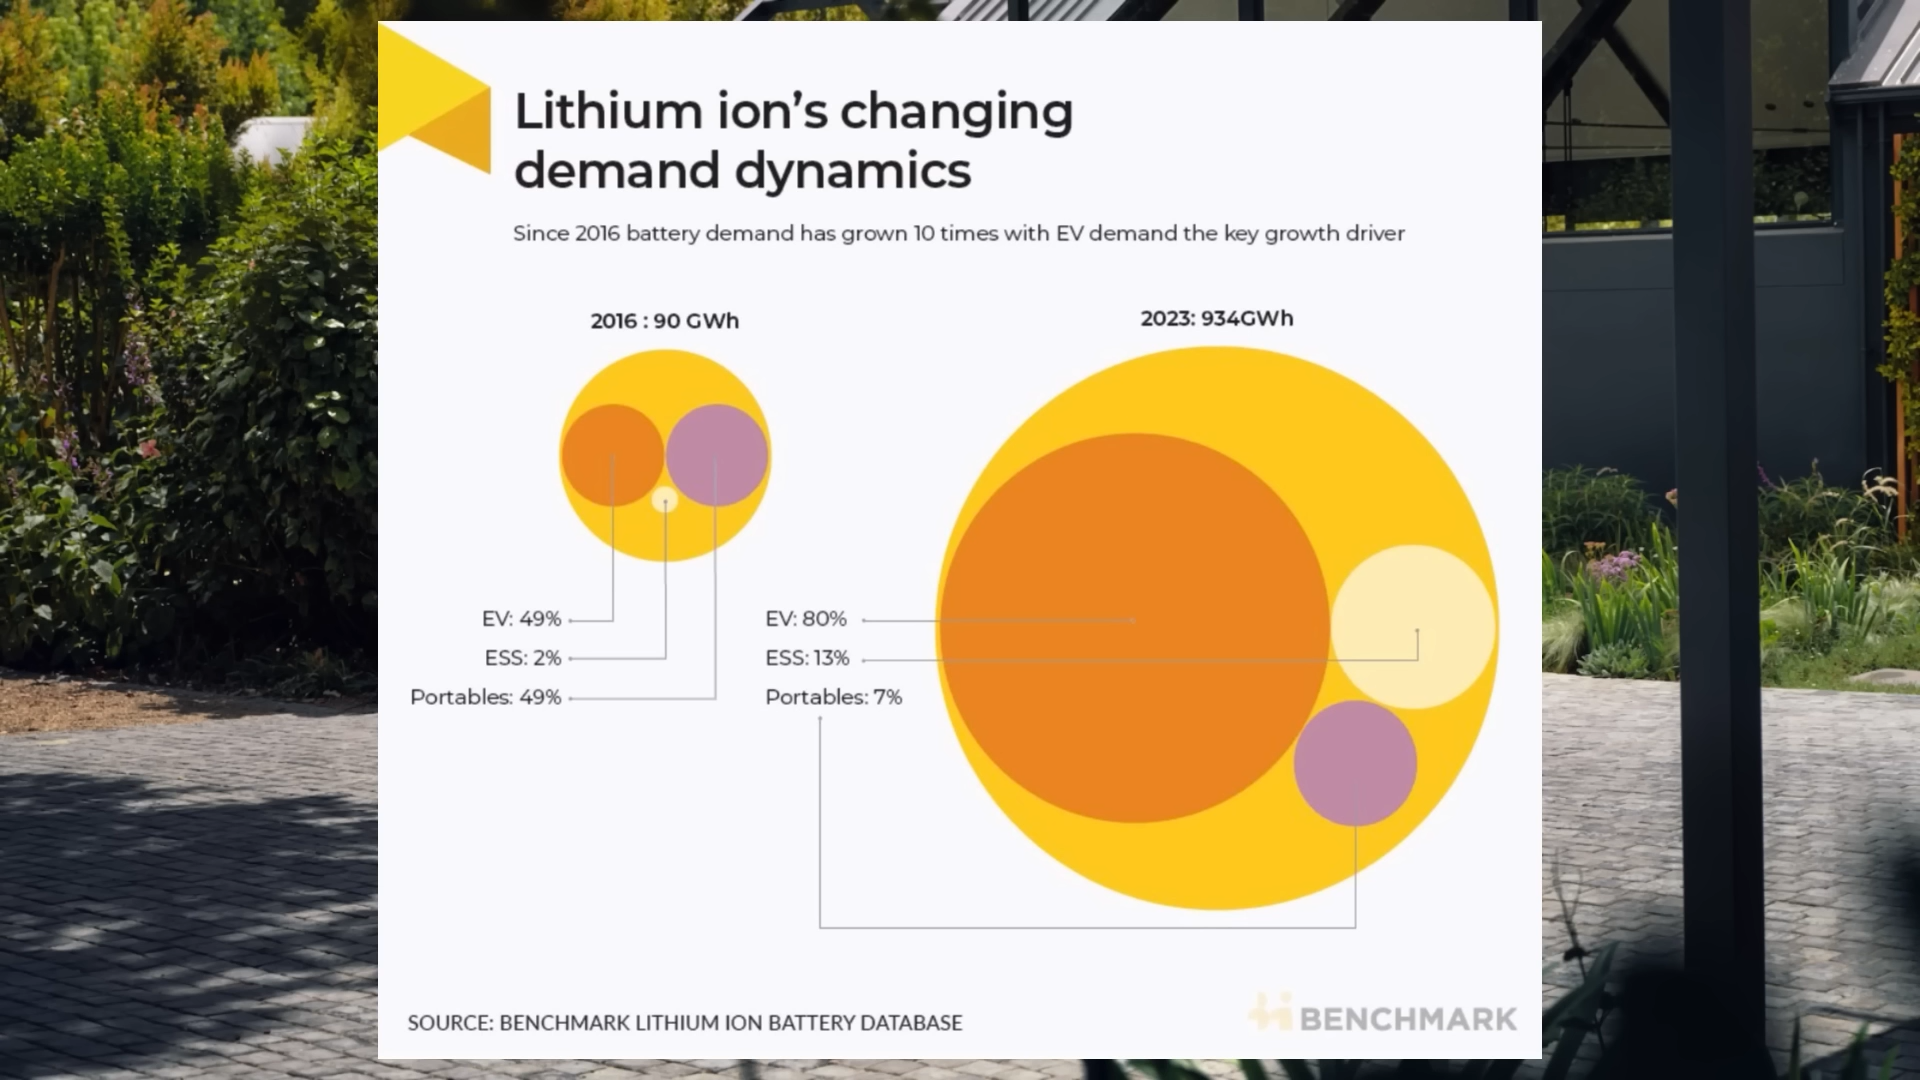 Lithium ion’s changing
demand dynamics
Since 2016 battery demand has grown 10 times with EV demand the key growth driver
2016 : 90 GWh
2023: 934GWh
EV: 49%
ESS: 2%
Portables: 49%
EV: 80%
ESS: 13%
Portables: 7%
SOURCE: BENCHMARK LITHIUM ION BATTERY DATABASE
BENCHMARK